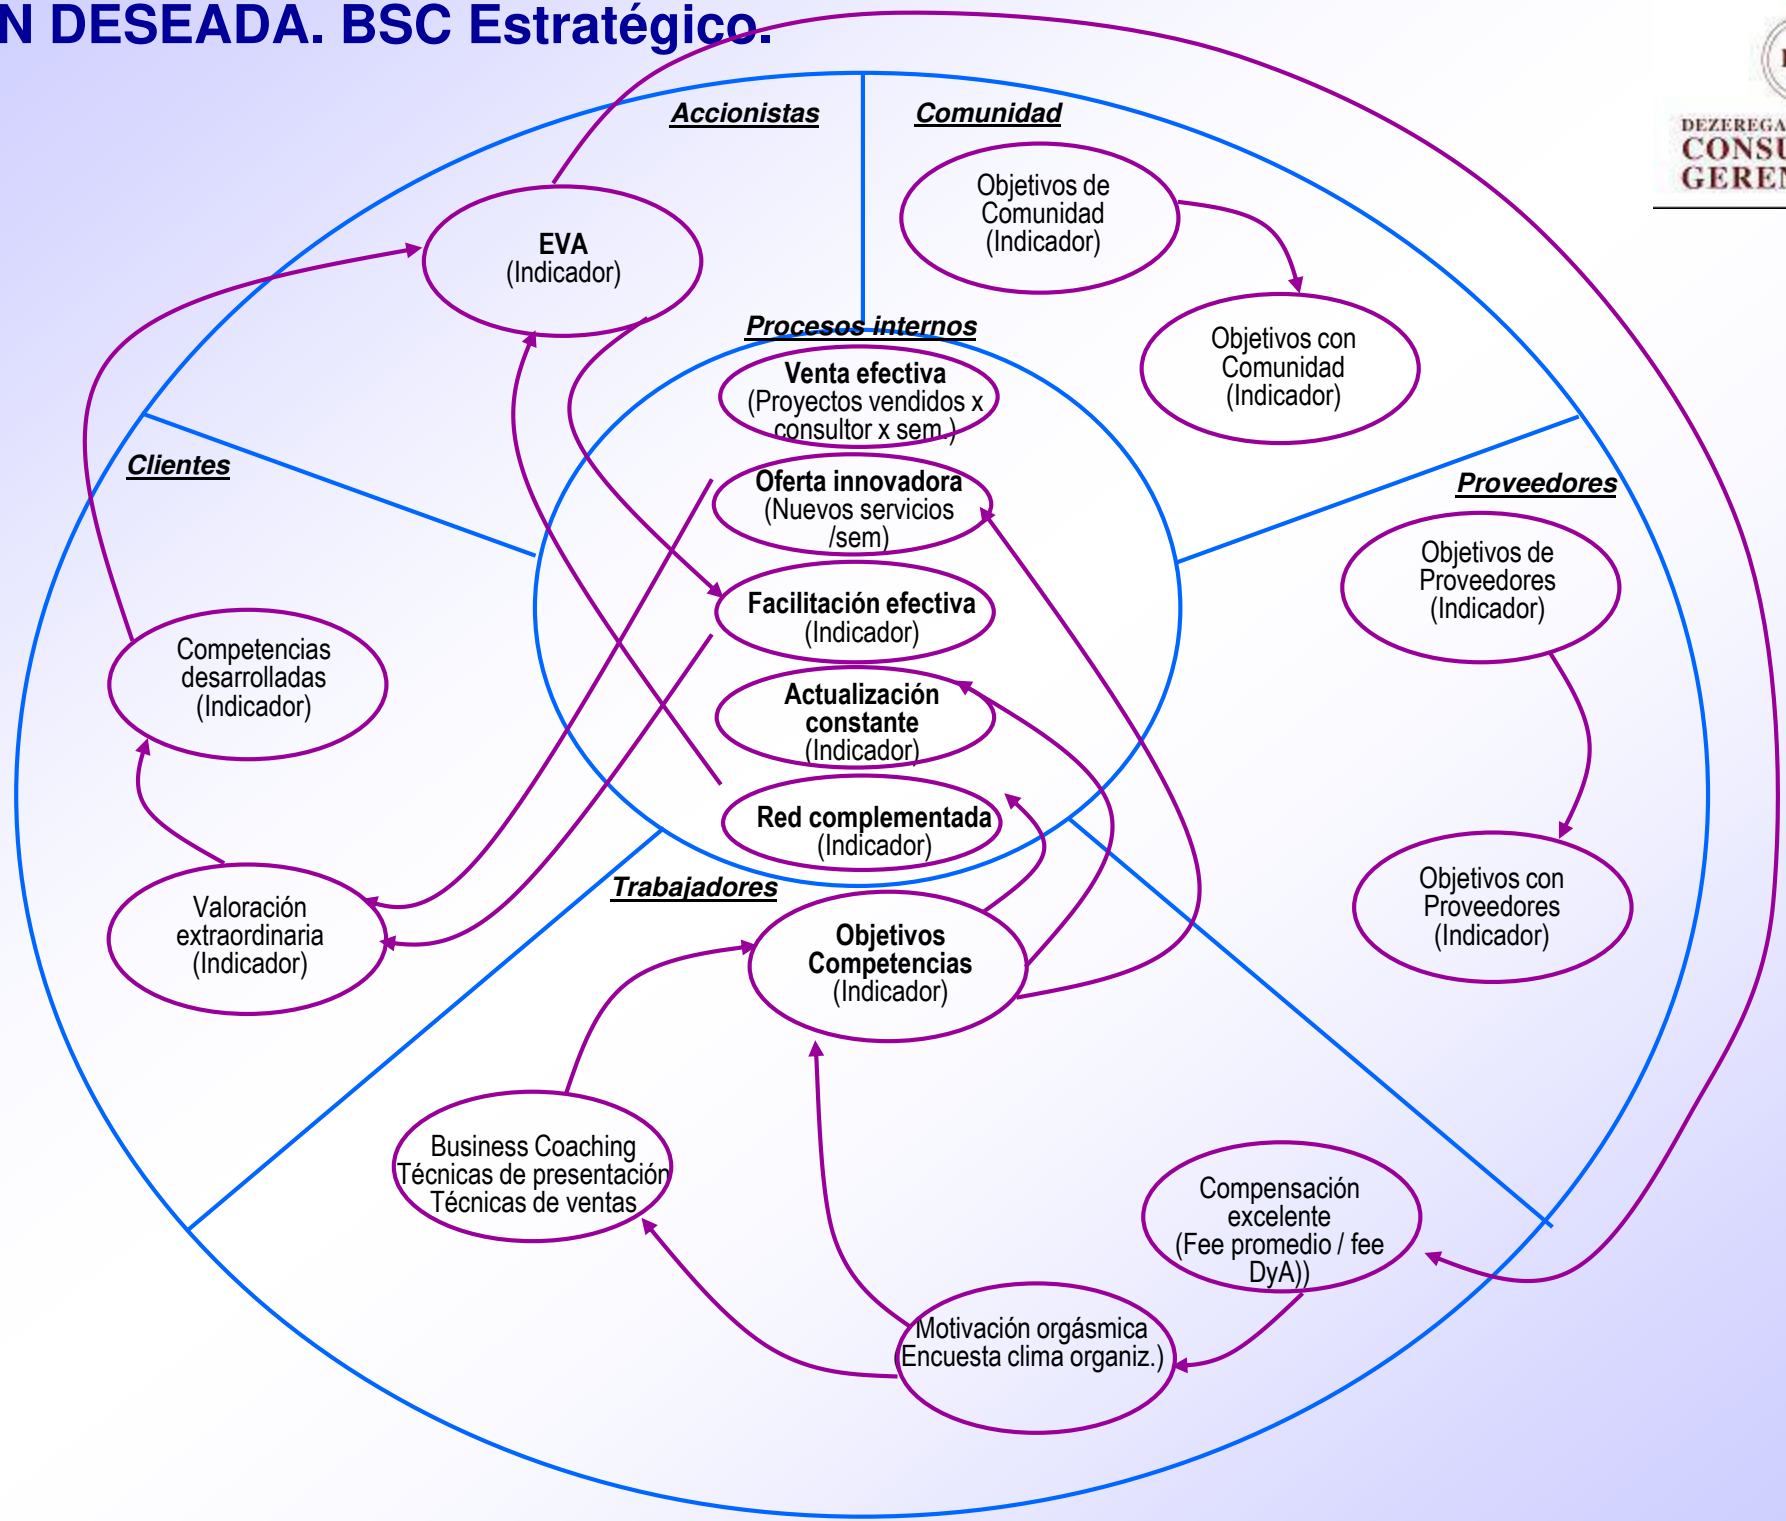 N DESEADA. BSC Estratégico.
DEZEREGA
CONSU
GEREN
Accionistas
Comunidad
EVA
(Indicador)
Objetivos de
Comunidad
(Indicador)
Objetivos con
Comunidad
(Indicador)
Procesos internos
Venta efectiva
(Proyectos vendidos x
consultor x sem.)
Oferta innovadora
(Nuevos servicios
/sem)
Facilitación efectiva
(Indicador)
Actualización
constante
(Indicador)
Red complementada
(Indicador)
Clientes
Competencias
desarrolladas
(Indicador)
Valoración
extraordinaria
(Indicador)
Proveedores
Objetivos de
Proveedores
(Indicador)
Objetivos con
Proveedores
(Indicador)
Trabajadores
Objetivos
Competencias
(Indicador)
Business Coaching
Técnicas de presentación
Técnicas de ventas
Compensación
excelente
(Fee promedio / fee
DyA))
Motivación orgásmica
Encuesta clima organiz.)